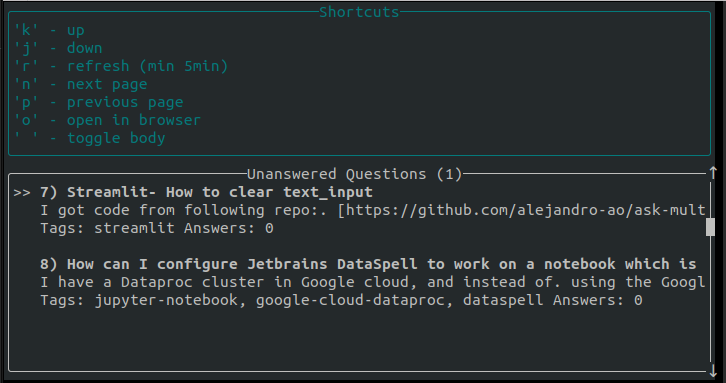 Shortcuts
'k' - up
'j' - down
'r' - refresh (min 5min)
'n' - next page
'p' - previous page
'o' - open in browser
' ' - toggle body
Unanswered Questions (1)
>> 7) Streamlit- How to clear text_input
I got code from following repo:. [https://github.com/alejandro-ao/ask-mult
Tags: streamlit Answers: 0
8) How can I configure Jetbrains DataSpell to work on a notebook which is
I have a Dataproc cluster in Google cloud, and instead of. using the Googl
Tags: jupyter-notebook, google-cloud-dataproc, dataspell Answers: 0